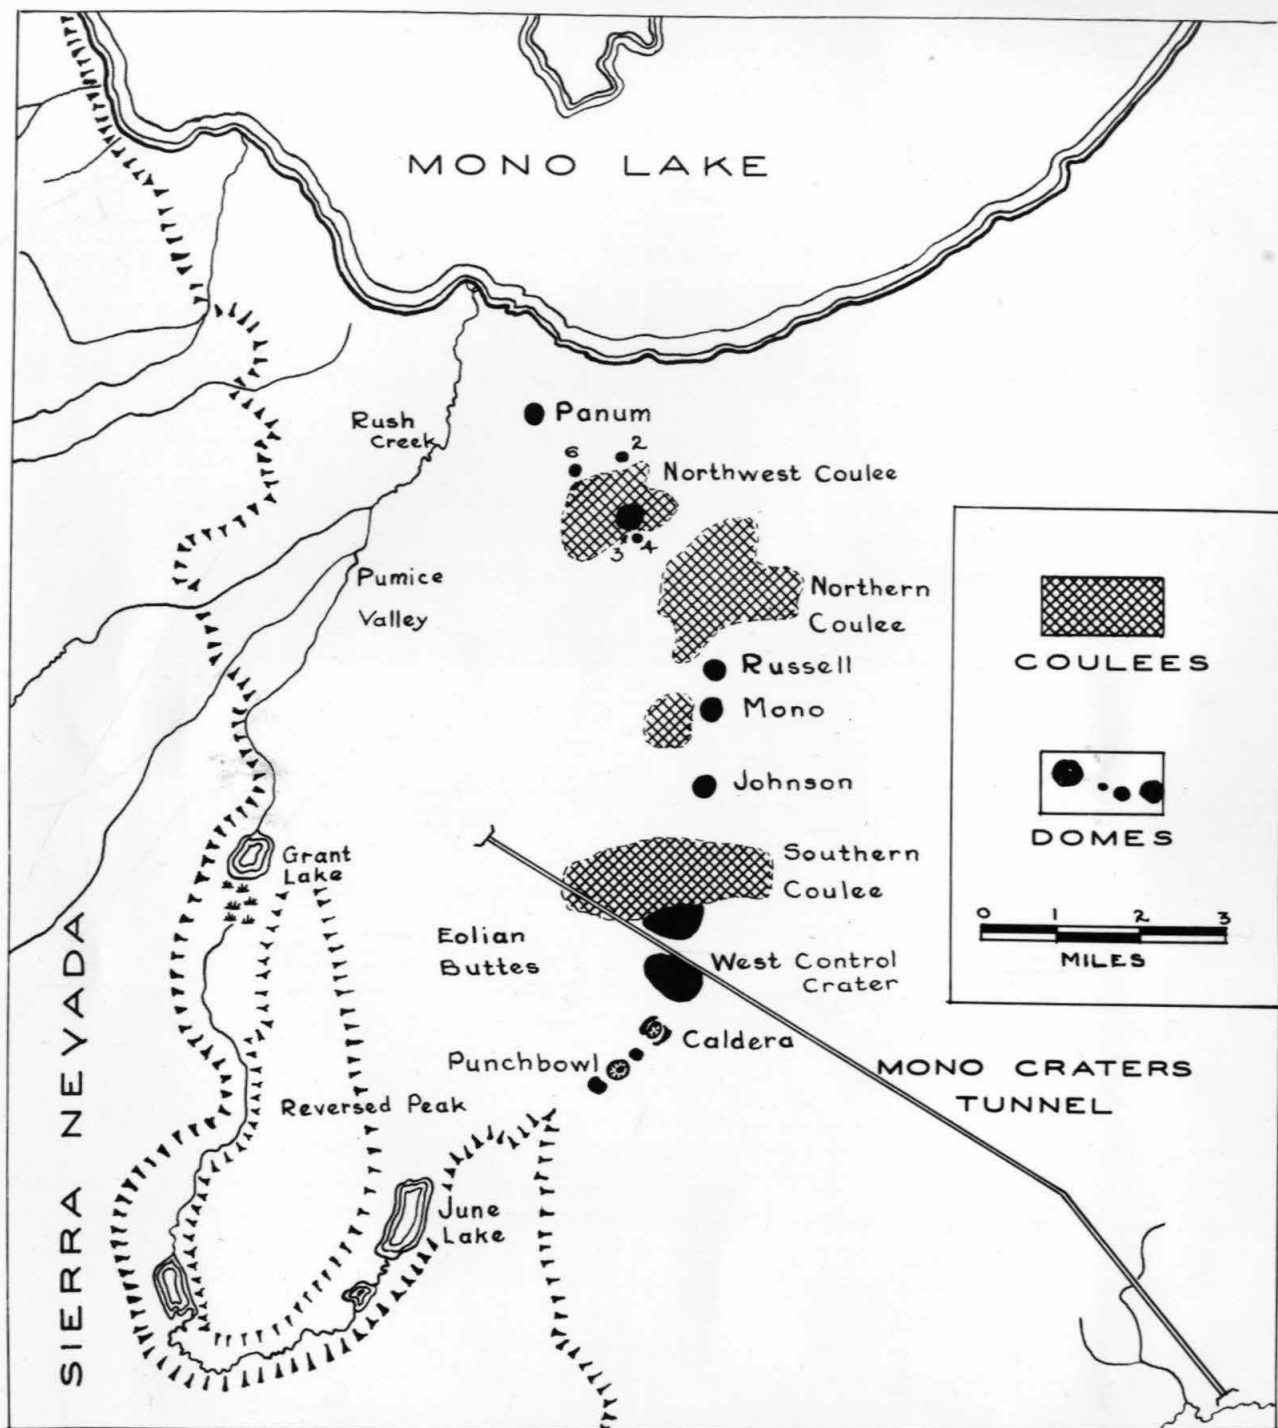 MONO LAKE
Panum
Rush
Creek
6
2
Northwest Coulee
3
4
Pumice
Valley
Northern
Coulee
Russell
Mono
Johnson
Grant
Lake
Southern
Coulee
Eolian
Buttes
West Control
Crater
Caldera
Punchbowl
Reversed Peak
June
Lake
SIERRA NEVADA
MONO CRATERS
TUNNEL
COULEES
DOMES
0 1 2 3
MILES